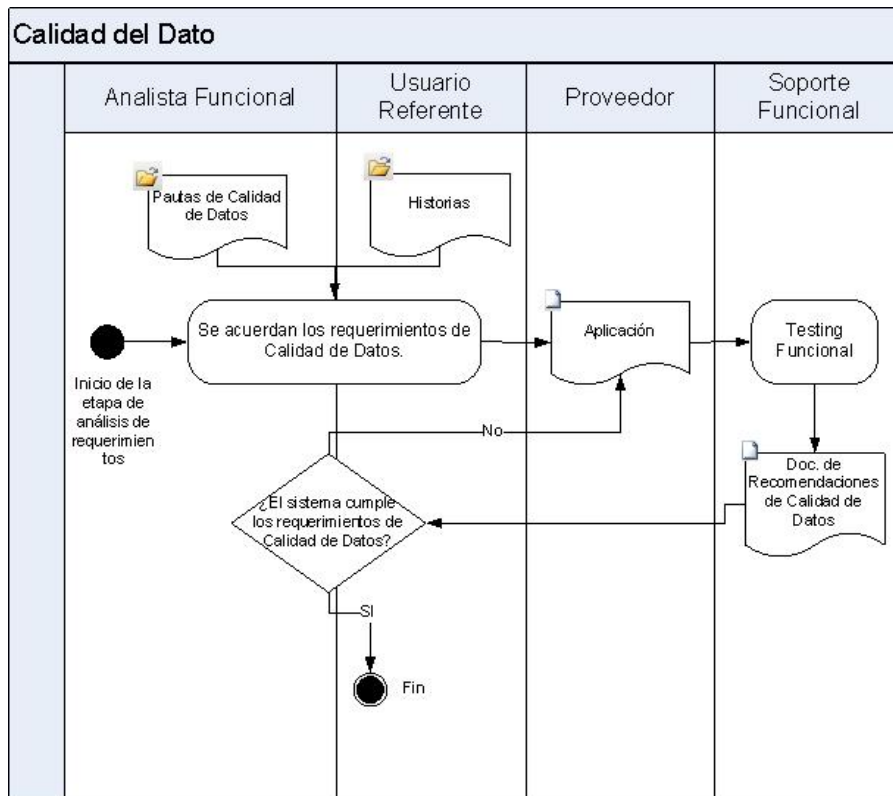 Calidad del Dato
Analista Funcional
Usuario
Referente
Proveedor
Soporte
Funcional
Pautas de Calidad
de Datos
Historias
Se acuerdan los requerimientos de
Calidad de Datos.
Aplicación
Testing
Funcional
Inicio de la
etapa de
análisis de
requerimien
tos
No
Doc. de
Recomendaciones
de Calidad de
Datos
¿El sistema cumple
los requerimientos de
Calidad de Datos?
SI
Fin